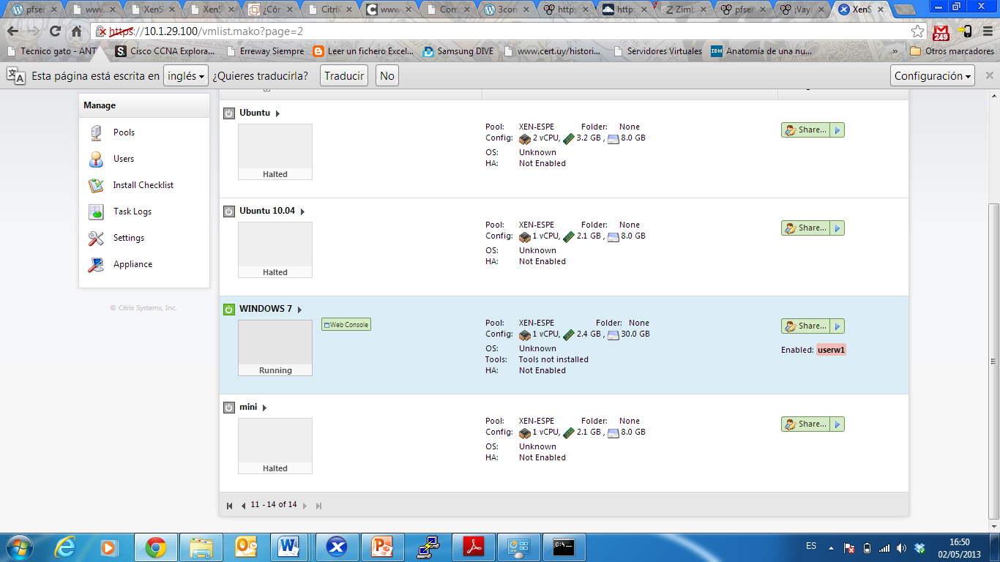 pfser
www
XenS
XenS
¿Cór
Citri
www
Com
3cor
http:
http:
Zimb
pfser
¡Vay
XenS
https://10.1.29.100/vmlist.mako?page=2
249
Tecnico gato - ANT
Cisco CCNA Explora...
Erreway Siempre
Leer un fichero Excel...
Samsung DIVE
www.cert.uy/histori...
Servidores Virtuales
IBM
Anatomía de una nu...
»
Otros marcadores
Esta página está escrita en inglés ¿Quieres traducirla? Traducir No Configuración
Manage
Pools
Users
Install Checklist
Task Logs
Settings
Appliance
© Citrix Systems, Inc.
Ubuntu
Halted
Pool: XEN-ESPE Folder: None
Config: 2 vCPU, 3.2 GB , 8.0 GB
OS: Unknown
HA: Not Enabled
Share...
Ubuntu 10.04
Halted
Pool: XEN-ESPE Folder: None
Config: 1 vCPU, 2.1 GB , 8.0 GB
OS: Unknown
HA: Not Enabled
Share...
WINDOWS 7
Web Console
Running
Pool: XEN-ESPE Folder: None
Config: 1 vCPU, 2.4 GB , 30.0 GB
OS: Unknown
Tools: Tools not installed
HA: Not Enabled
Share...
Enabled: userw1
mini
Halted
Pool: XEN-ESPE Folder: None
Config: 1 vCPU, 2.1 GB , 8.0 GB
OS: Unknown
HA: Not Enabled
Share...
11 - 14 of 14
ES
16:50
02/05/2013